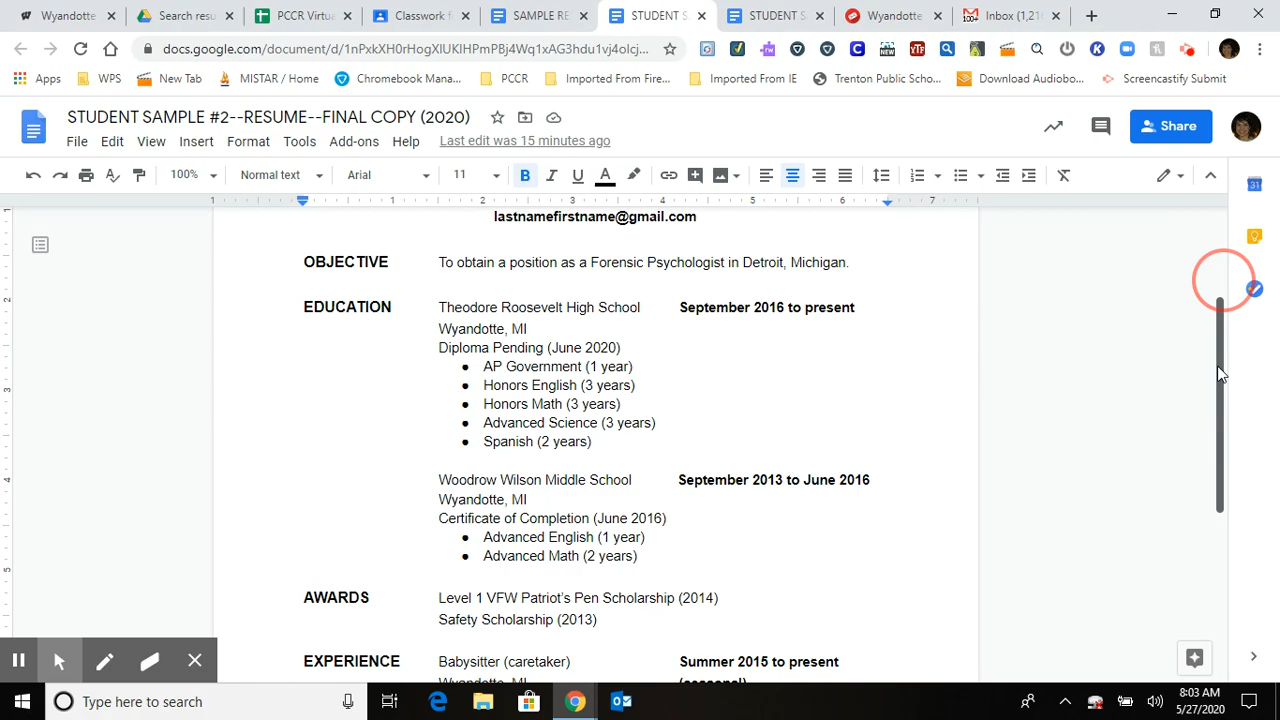 Wyandotte
Search resu
PCCR Virtua
Classwork f
SAMPLE RE
STUDENT S
STUDENT S
Wyandotte
Inbox (1,21
docs.google.com/document/d/1nPxkXH0rHogXlUKlHPmPBj4Wq1xAG3hdu1vj4olcj...
Apps
WPS
New Tab
MISTAR / Home
Chromebook Mana...
PCCR
Imported From Fire...
Imported From IE
Trenton Public Scho...
Download Audiobo...
Screencastify Submit
STUDENT SAMPLE #2--RESUME--FINAL COPY (2020)
File Edit View Insert Format Tools Add-ons Help Last edit was 15 minutes ago
Share
100% Normal text Arial 11
lastnamefirstname@gmail.com
OBJECTIVE To obtain a position as a Forensic Psychologist in Detroit, Michigan.
EDUCATION Theodore Roosevelt High School September 2016 to present
Wyandotte, MI
Diploma Pending (June 2020)
● AP Government (1 year)
● Honors English (3 years)
● Honors Math (3 years)
● Advanced Science (3 years)
● Spanish (2 years)
Woodrow Wilson Middle School September 2013 to June 2016
Wyandotte, MI
Certificate of Completion (June 2016)
● Advanced English (1 year)
● Advanced Math (2 years)
AWARDS Level 1 VFW Patriot's Pen Scholarship (2014)
Safety Scholarship (2013)
EXPERIENCE Babysitter (caretaker) Summer 2015 to present
Wyandotte, MI (seasonal)
Type here to search
8:03 AM
5/27/2020